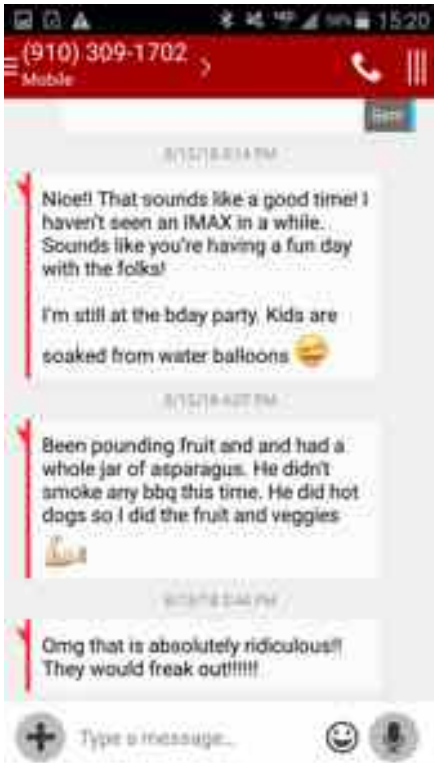 15:20
(910) 309-1702
Mobile
Nice!! That sounds like a good time! I
haven't seen an IMAX in a while.
Sounds like you're having a fun day
with the folks!
I'm still at the bday party. Kids are
soaked from water balloons 😄
Been pounding fruit and and had a
whole jar of asparagus. He didn't
smoke any bbq this time. He did hot
dogs so I did the fruit and veggies
💪🏼
Omg that is absolutely ridiculous!!
They would freak out!!!!!!
Type a message...